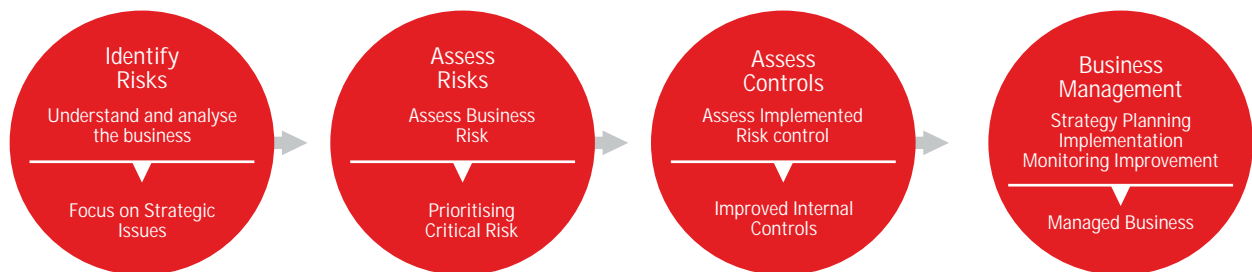 Identify
Risks
Understand and analyse
the business
Focus on Strategic
Issues
Assess
Risks
Assess Business
Risk
Prioritising
Critical Risk
Assess
Controls
Assess Implemented
Risk control
Improved Internal
Controls
Business
Management
Strategy Planning
Implementation
Monitoring Improvement
Managed Business